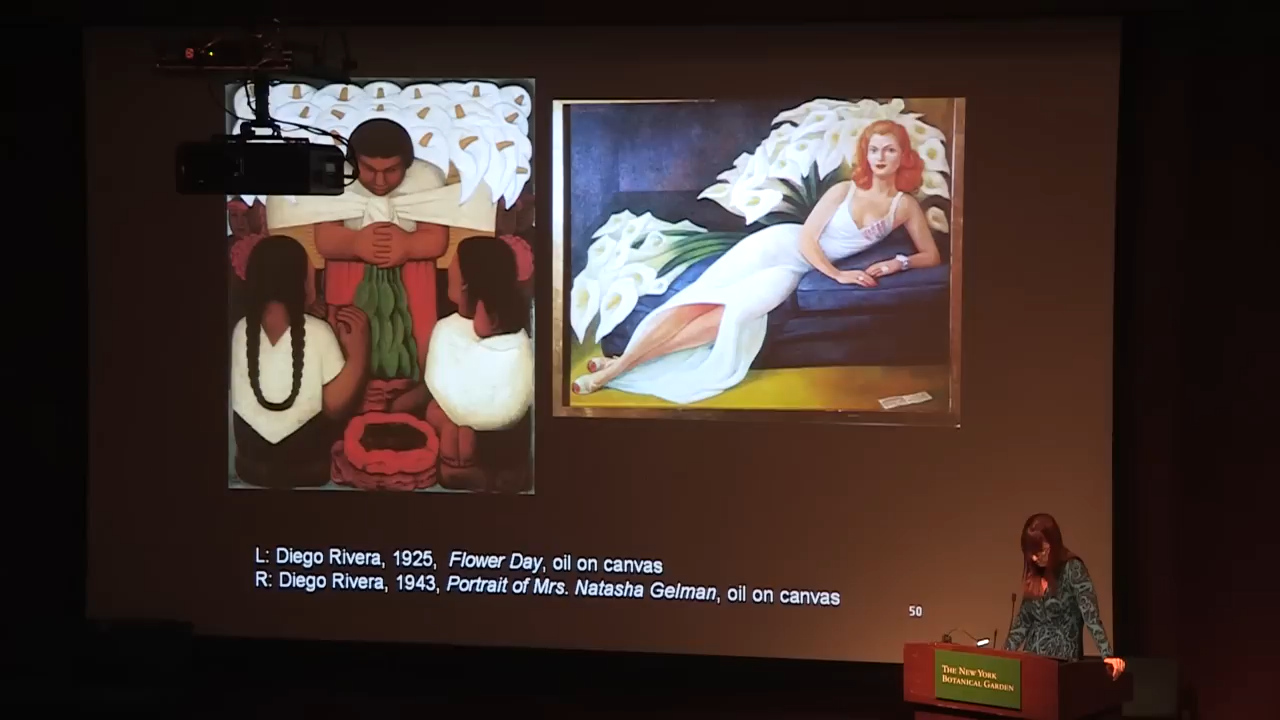 L: Diego Rivera, 1925, Flower Day, oil on canvas
R: Diego Rivera, 1943, Portrait of Mrs. Natasha Gelman, oil on canvas
50
THE NEW YORK
BOTANICAL GARDEN